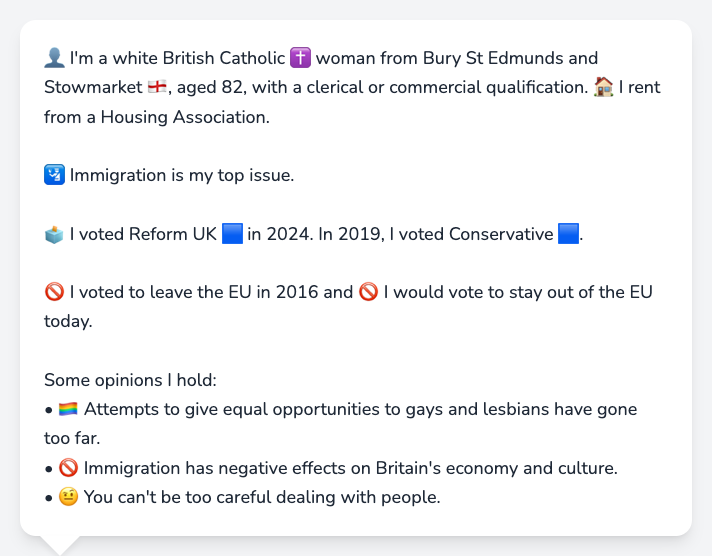 👤 I'm a white British Catholic ✝️ woman from Bury St Edmunds and
Stowmarket 🏴󠁧󠁢󠁥󠁮󠁧󠁿, aged 82, with a clerical or commercial qualification. 🏠 I rent
from a Housing Association.
🛂 Immigration is my top issue.
🗳️ I voted Reform UK 🟦 in 2024. In 2019, I voted Conservative 🟦.
🚫 I voted to leave the EU in 2016 and 🚫 I would vote to stay out of the EU
today.
Some opinions I hold:
• 🏳️‍🌈 Attempts to give equal opportunities to gays and lesbians have gone
too far.
• 🚫 Immigration has negative effects on Britain's economy and culture.
• 🤨 You can't be too careful dealing with people.